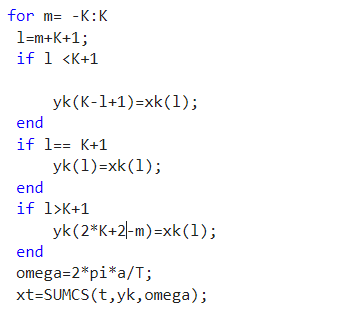 for m= -K:K
l=m+K+1;
if l <K+1
yk(K-l+1)=xk(l);
end
if l== K+1
yk(l)=xk(l);
end
if l>K+1
yk(2*K+2-m)=xk(l);
end
omega=2*pi*a/T;
xt=SUMCS(t,yk,omega);